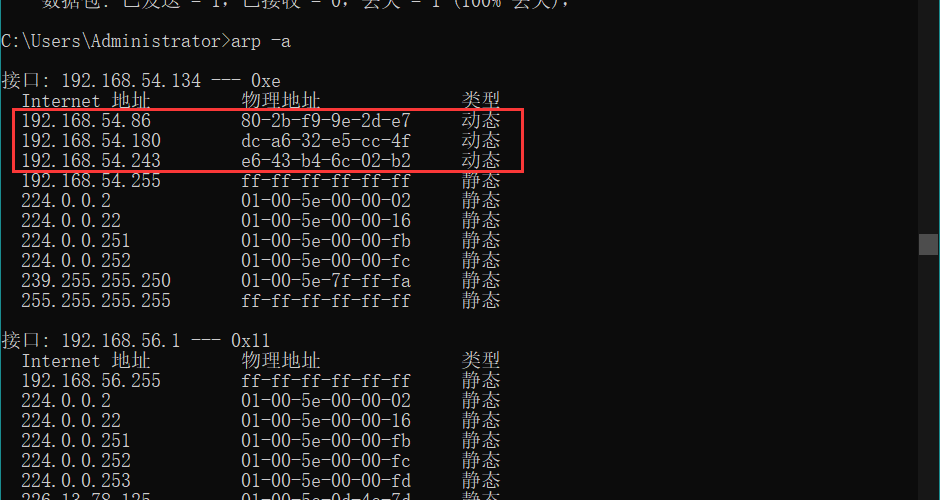 数据包: 已发送 = 1，已接收 = 0，丢失 = 1 (100% 丢失)，
C:\Users\Administrator>arp -a
接口: 192.168.54.134 --- 0xe
Internet 地址 物理地址 类型
192.168.54.86 80-2b-f9-9e-2d-e7 动态
192.168.54.180 dc-a6-32-e5-cc-4f 动态
192.168.54.243 e6-43-b4-6c-02-b2 动态
192.168.54.255 ff-ff-ff-ff-ff-ff 静态
224.0.0.2 01-00-5e-00-00-02 静态
224.0.0.22 01-00-5e-00-00-16 静态
224.0.0.251 01-00-5e-00-00-fb 静态
224.0.0.252 01-00-5e-00-00-fc 静态
239.255.255.250 01-00-5e-7f-ff-fa 静态
255.255.255.255 ff-ff-ff-ff-ff-ff 静态
接口: 192.168.56.1 --- 0x11
Internet 地址 物理地址 类型
192.168.56.255 ff-ff-ff-ff-ff-ff 静态
224.0.0.2 01-00-5e-00-00-02 静态
224.0.0.22 01-00-5e-00-00-16 静态
224.0.0.251 01-00-5e-00-00-fb 静态
224.0.0.252 01-00-5e-00-00-fc 静态
224.0.0.253 01-00-5e-00-00-fd 静态
226.13.78.125 01-00-5e-0d-4e-7d 静态